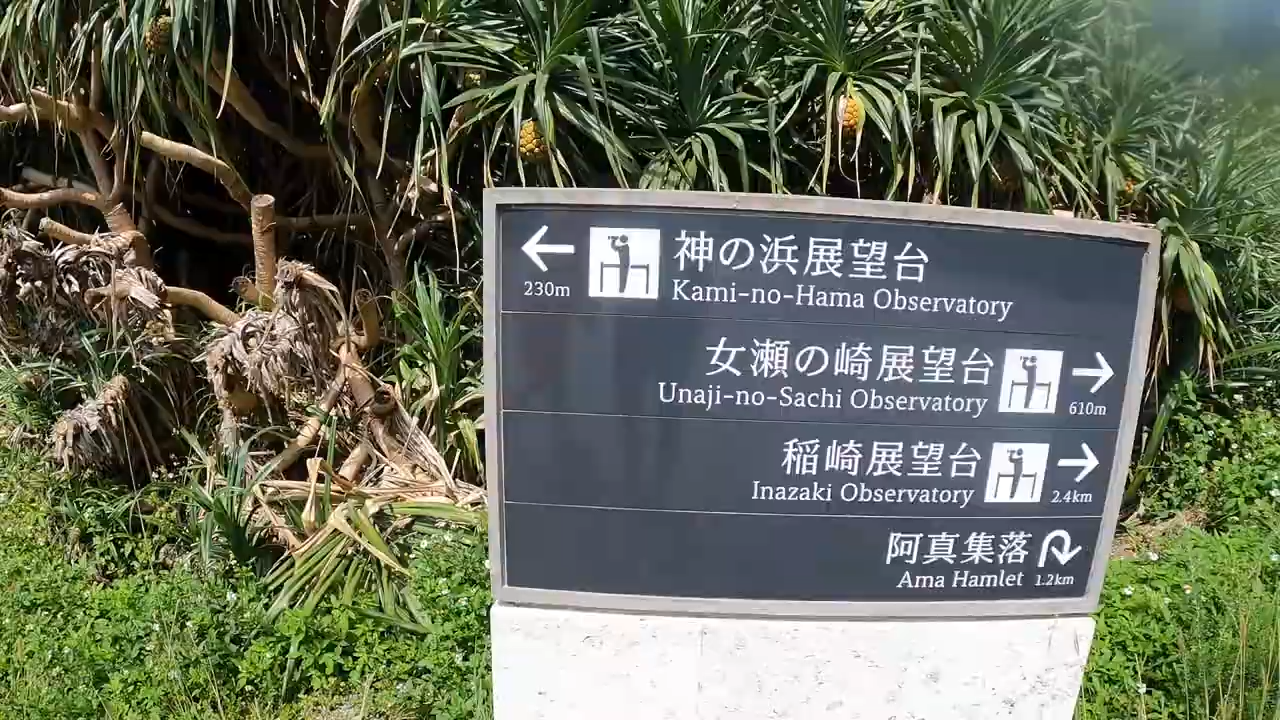 神の浜展望台
230m
Kami-no-Hama Observatory
女瀬の崎展望台
Unaji-no-Sachi Observatory
610m
稲崎展望台
Inazaki Observatory
2.4km
阿真集落
Ama Hamlet 1.2km